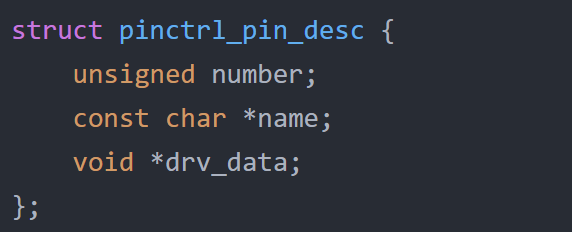 struct pinctrl_pin_desc {
    unsigned number;
    const char *name;
    void *drv_data;
};